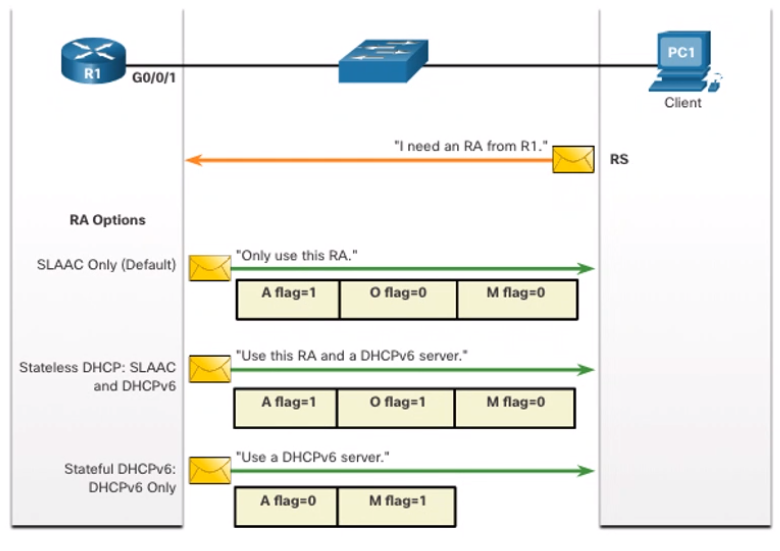 R1
G0/0/1
PC1
Client
"I need an RA from R1."
RS
RA Options
SLAAC Only (Default)
"Only use this RA."
A flag=1 O flag=0 M flag=0
Stateless DHCP: SLAAC
and DHCPv6
"Use this RA and a DHCPv6 server."
A flag=1 O flag=1 M flag=0
Stateful DHCPv6:
DHCPv6 Only
"Use a DHCPv6 server."
A flag=0 M flag=1